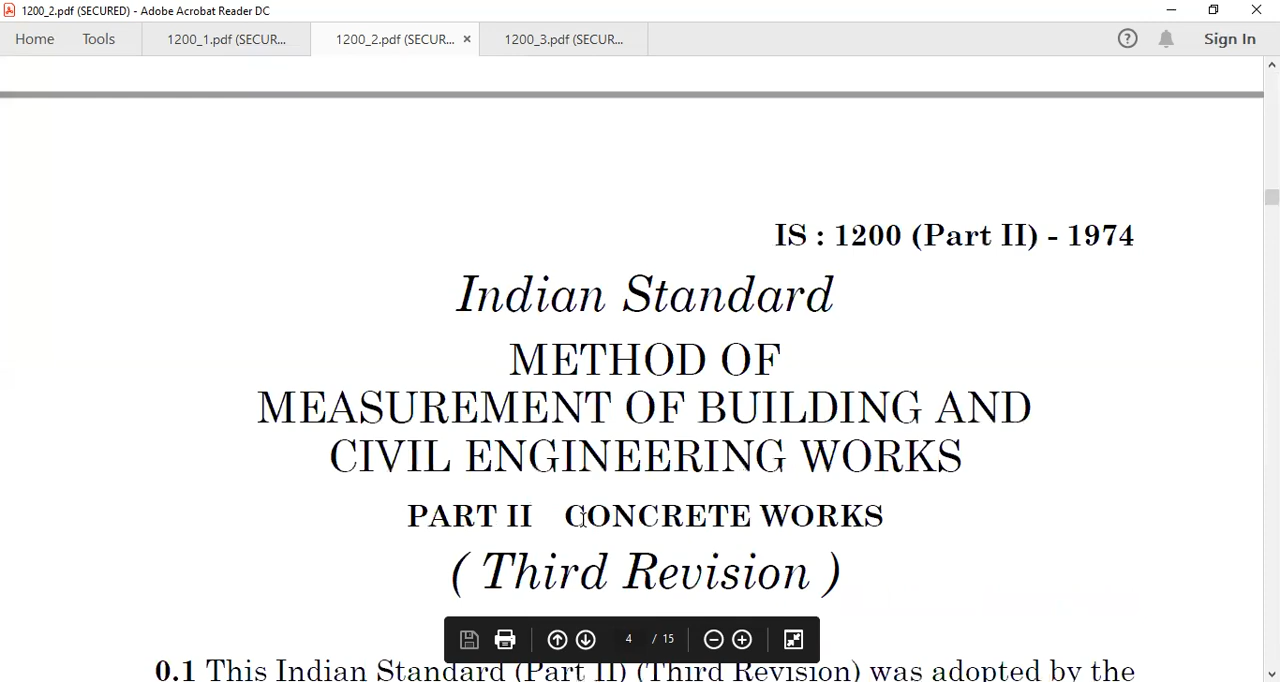 1200_2.pdf (SECURED) - Adobe Acrobat Reader DC
Home Tools 1200_1.pdf (SECUR... 1200_2.pdf (SECUR... × 1200_3.pdf (SECUR... ? Sign In
IS : 1200 (Part II) - 1974
Indian Standard
METHOD OF
MEASUREMENT OF BUILDING AND
CIVIL ENGINEERING WORKS
PART II CONCRETE WORKS
( Third Revision )
4 / 15
0.1 This Indian Standard (Part II) (Third Revision) was adopted by the